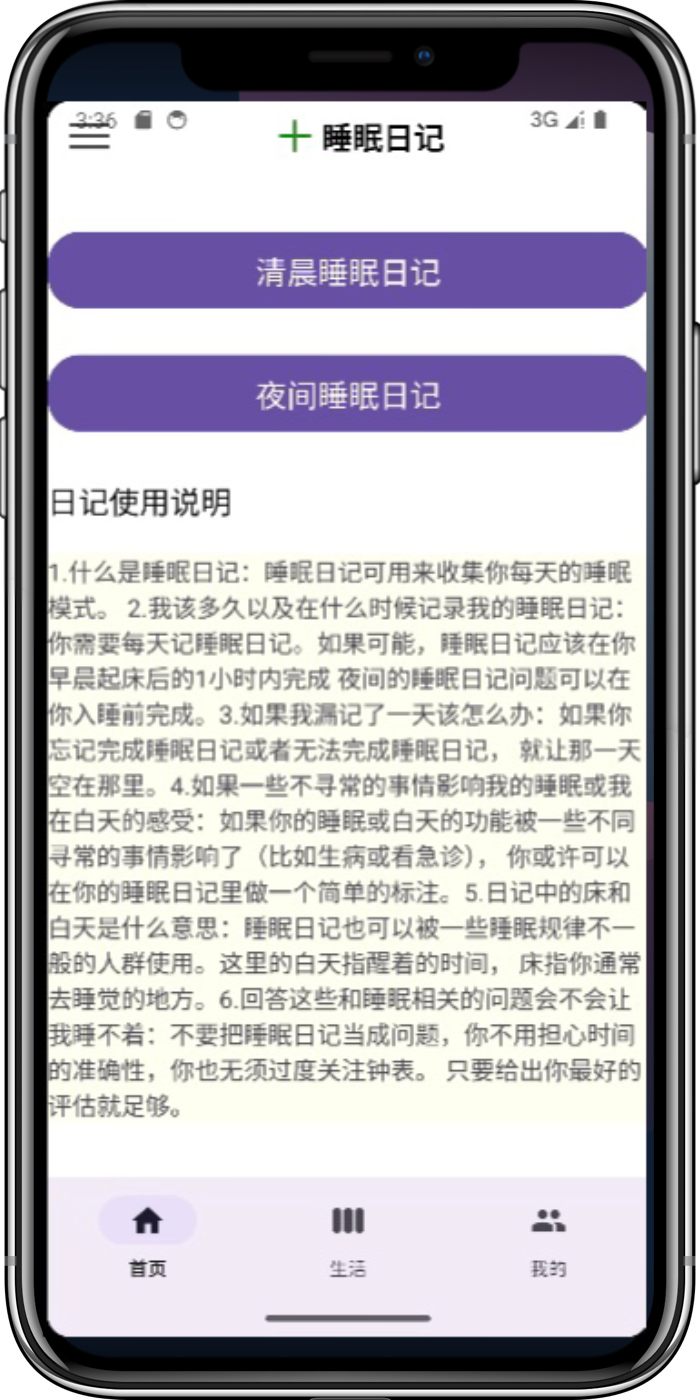 3:36
3G
睡眠日记
清晨睡眠日记
夜间睡眠日记
日记使用说明
1.什么是睡眠日记：睡眠日记可用来收集你每天的睡眠
模式。 2.我该多久以及在什么时候记录我的睡眠日记：
你需要每天记睡眠日记。如果可能，睡眠日记应该在你
早晨起床后的1小时内完成 夜间的睡眠日记问题可以在
你入睡前完成。3.如果我漏记了一天该怎么办：如果你
忘记完成睡眠日记或者无法完成睡眠日记， 就让那一天
空在那里。4.如果一些不寻常的事情影响我的睡眠或我
在白天的感受：如果你的睡眠或白天的功能被一些不同
寻常的事情影响了（比如生病或看急诊）， 你或许可以
在你的睡眠日记里做一个简单的标注。5.日记中的床和
白天是什么意思：睡眠日记也可以被一些睡眠规律不一
般的人群使用。这里的白天指醒着的时间， 床指你通常
去睡觉的地方。6.回答这些和睡眠相关的问题会不会让
我睡不着：不要把睡眠日记当成问题，你不用担心时间
的准确性，你也无须过度关注钟表。 只要给出你最好的
评估就足够。
首页
生活
我的